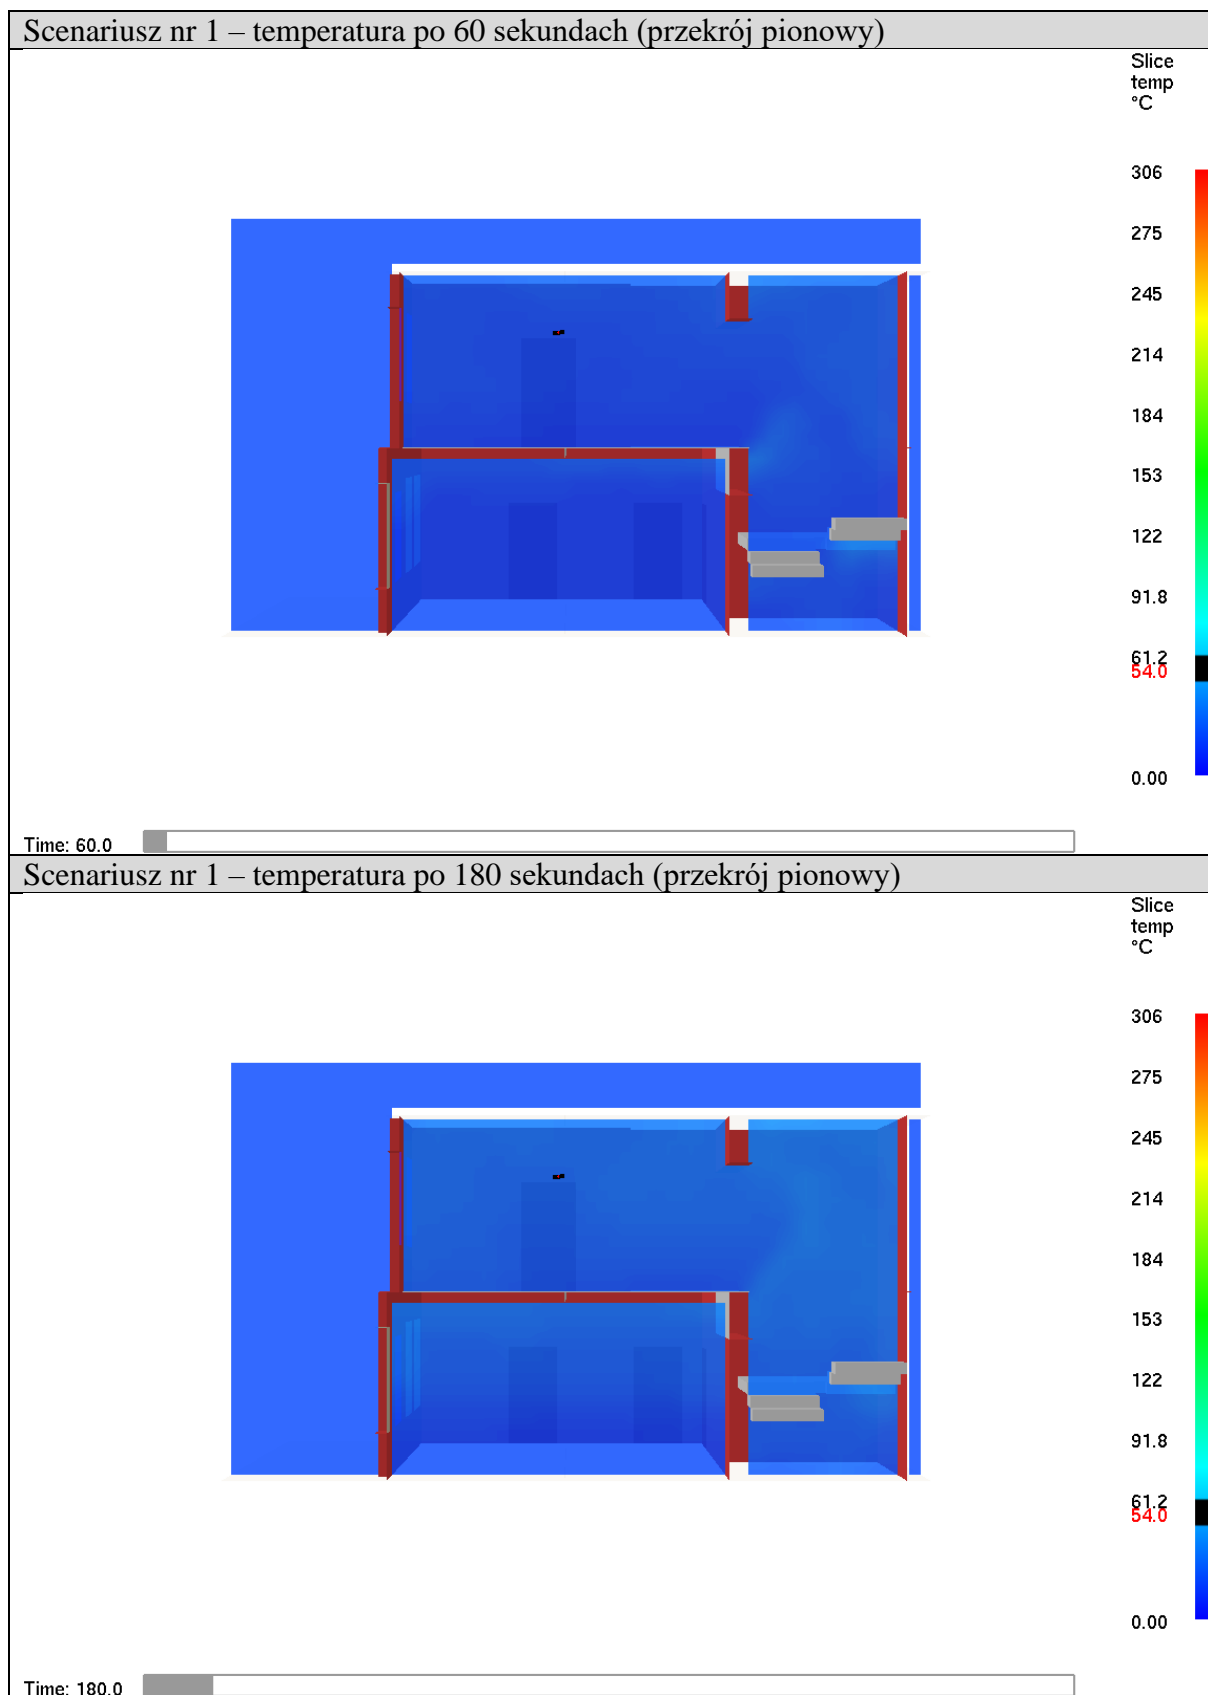 Scenariusz nr 1 – temperatura po 60 sekundach (przekrój pionowy)
Slice
temp
°C
306
275
245
214
184
153
122
91.8
61.2
54.0
0.00
Time: 60.0
Scenariusz nr 1 – temperatura po 180 sekundach (przekrój pionowy)
Slice
temp
°C
306
275
245
214
184
153
122
91.8
61.2
54.0
0.00
Time: 180.0